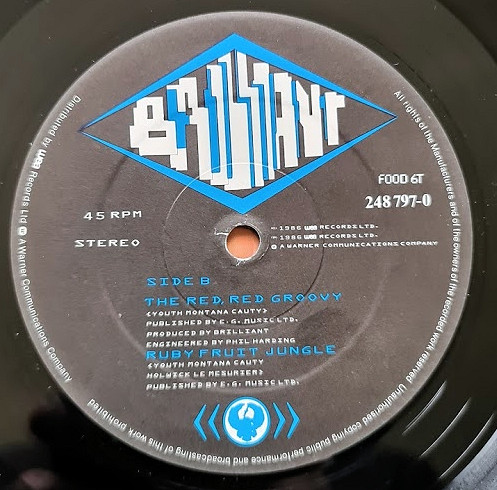 BRILLIANT
FOOD 6T
248 797-0
45 RPM
STEREO
℗ 1986 wea RECORDS LTD.
© 1986 wea RECORDS LTD.
A WARNER COMMUNICATIONS COMPANY
SIDE B
THE RED, RED GROOVY
(YOUTH MONTANA CAUTY)
PUBLISHED BY E. G. MUSIC LTD.
PRODUCED BY BRILLIANT
ENGINEERED BY PHIL HARDING
RUBY FRUIT JUNGLE
(YOUTH MONTANA CAUTY
HOLWICK LE MESURIER)
PUBLISHED BY E. G. MUSIC LTD.
Distributed by wea Records Ltd. A Warner Communications Company
All rights of the Manufacturers and of the owners of the recorded work reserved. Unauthorised copying public performance and broadcasting of this work prohibited